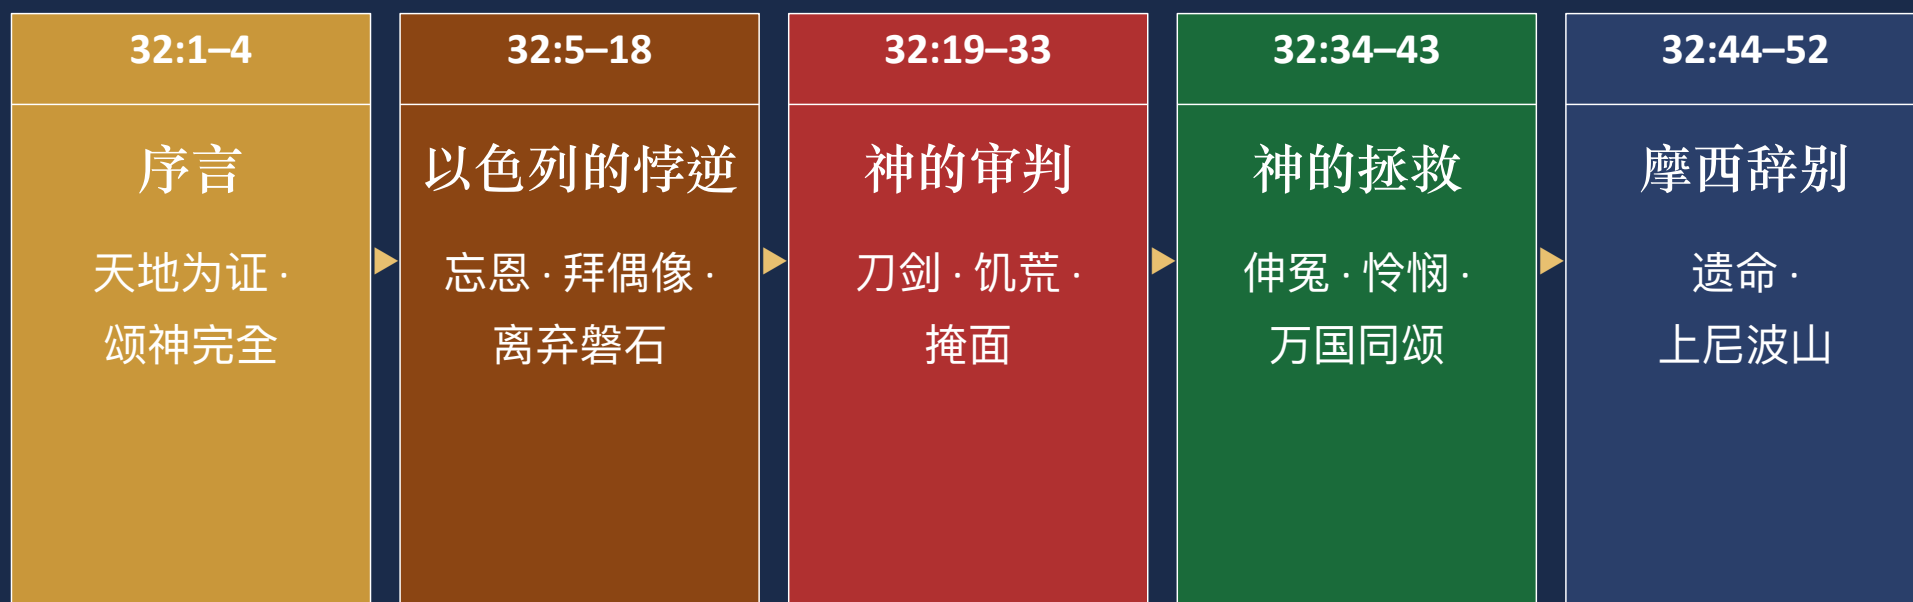 32:1–4
序言
天地为证 ·
颂神完全
32:5–18
以色列的悖逆
忘恩 · 拜偶像 ·
离弃磐石
32:19–33
神的审判
刀剑 · 饥荒 ·
掩面
32:34–43
神的拯救
伸冤 · 怜悯 ·
万国同颂
32:44–52
摩西辞别
遗命 ·
上尼波山